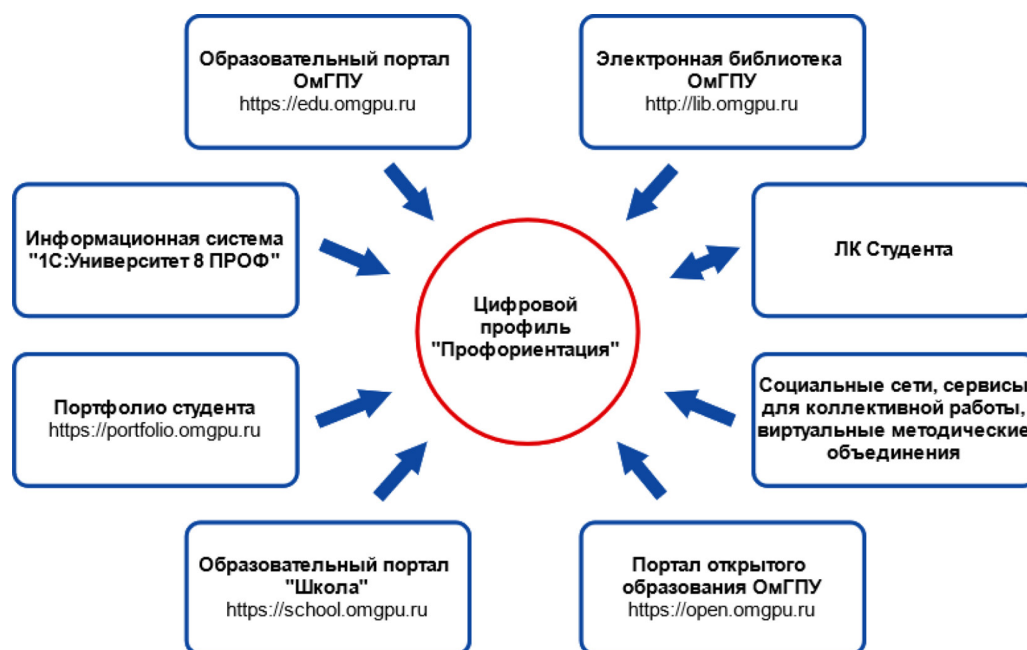 Образовательный портал
ОмГПУ
https://edu.omgpu.ru
Электронная библиотека
ОмГПУ
http://lib.omgpu.ru
Информационная система
"1С:Университет 8 ПРОФ"
ЛК Студента
Цифровой
профиль
"Профориентация"
Портфолио студента
https://portfolio.omgpu.ru
Социальные сети, сервисы
для коллективной работы,
виртуальные методические
объединения
Образовательный портал
"Школа"
https://school.omgpu.ru
Портал открытого
образования ОмГПУ
https://open.omgpu.ru